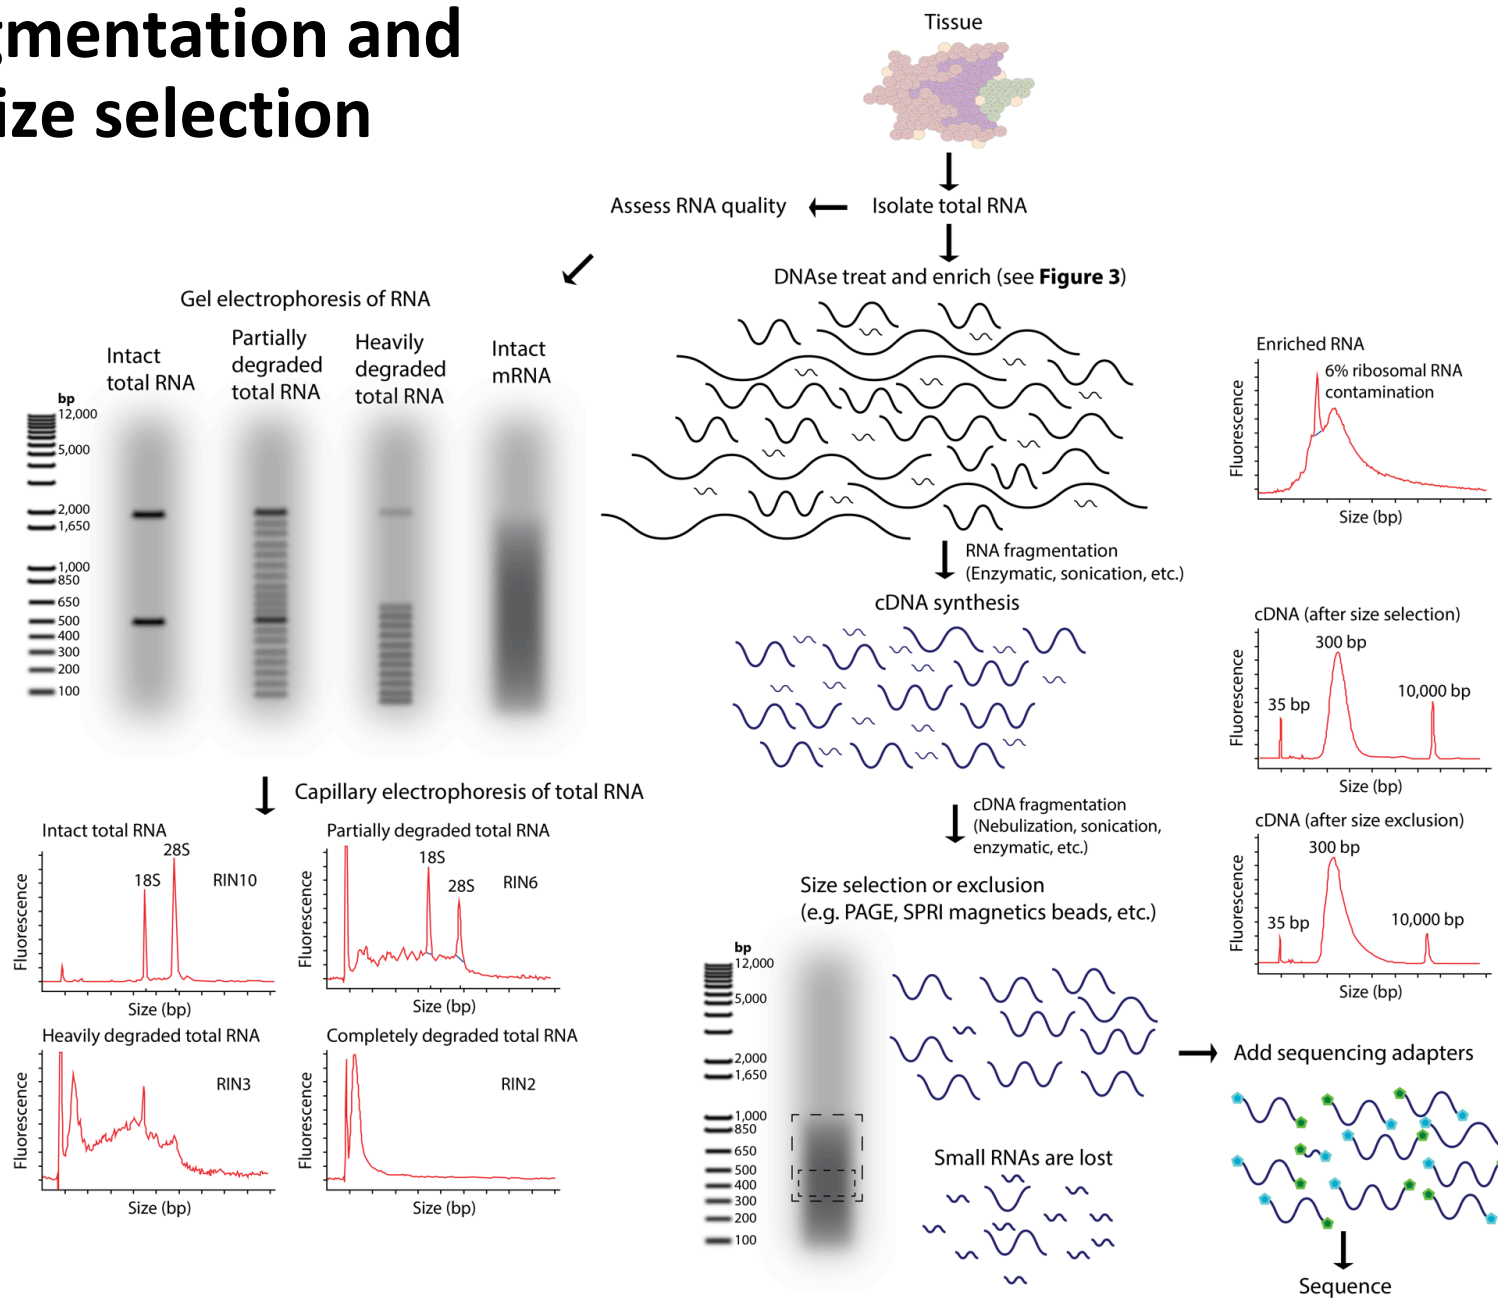 gmentation and
ize selection
Tissue
Assess RNA quality
Isolate total RNA
DNAse treat and enrich (see Figure 3)
Gel electrophoresis of RNA
Intact
total RNA
Partially
degraded
total RNA
Heavily
degraded
total RNA
Intact
mRNA
bp
12,000
5,000
2,000
1,650
1,000
850
650
500
400
300
200
100
Enriched RNA
6% ribosomal RNA
contamination
Fluorescence
Size (bp)
RNA fragmentation
(Enzymatic, sonication, etc.)
cDNA synthesis
cDNA (after size selection)
300 bp
35 bp
10,000 bp
Fluorescence
Size (bp)
cDNA fragmentation
(Nebulization, sonication,
enzymatic, etc.)
cDNA (after size exclusion)
300 bp
35 bp
10,000 bp
Fluorescence
Size (bp)
Capillary electrophoresis of total RNA
Intact total RNA
28S
18S
RIN10
Fluorescence
Size (bp)
Partially degraded total RNA
18S
28S
RIN6
Fluorescence
Size (bp)
Heavily degraded total RNA
RIN3
Fluorescence
Size (bp)
Completely degraded total RNA
RIN2
Fluorescence
Size (bp)
Size selection or exclusion
(e.g. PAGE, SPRI magnetics beads, etc.)
bp
12,000
5,000
2,000
1,650
1,000
850
650
500
400
300
200
100
Small RNAs are lost
Add sequencing adapters
Sequence